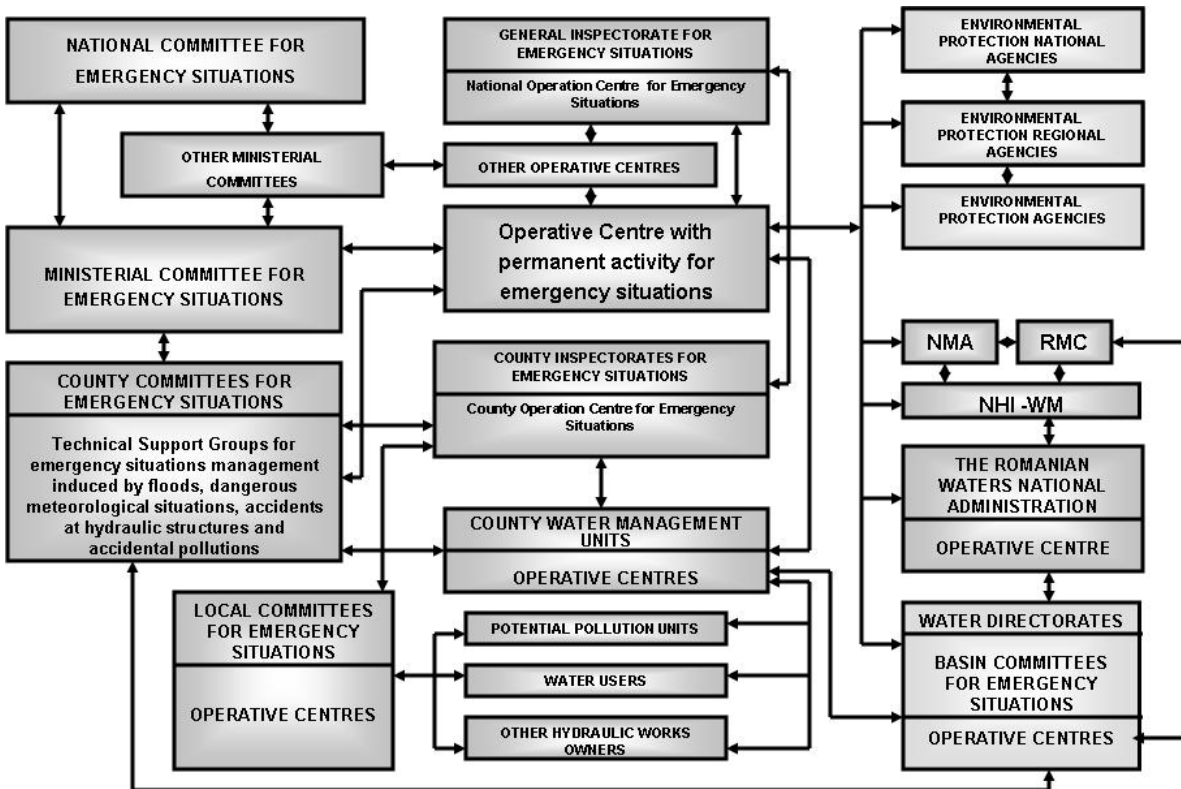 NATIONAL COMMITTEE FOR
EMERGENCY SITUATIONS
GENERAL INSPECTORATE FOR
EMERGENCY SITUATIONS
National Operation Centre for Emergency
Situations
ENVIRONMENTAL
PROTECTION NATIONAL
AGENCIES
OTHER MINISTERIAL
COMMITTEES
OTHER OPERATIVE CENTRES
ENVIRONMENTAL
PROTECTION REGIONAL
AGENCIES
ENVIRONMENTAL
PROTECTION AGENCIES
MINISTERIAL COMMITTEE FOR
EMERGENCY SITUATIONS
Operative Centre with
permanent activity for
emergency situations
NMA
RMC
NHI -WM
COUNTY COMMITTEES FOR
EMERGENCY SITUATIONS
Technical Support Groups for
emergency situations management
induced by floods, dangerous
meteorological situations, accidents
at hydraulic structures and
accidental pollutions
COUNTY INSPECTORATES FOR
EMERGENCY SITUATIONS
County Operation Centre for Emergency
Situations
THE ROMANIAN
WATERS NATIONAL
ADMINISTRATION
OPERATIVE CENTRE
COUNTY WATER MANAGEMENT
UNITS
OPERATIVE CENTRES
LOCAL COMMITTEES
FOR EMERGENCY
SITUATIONS
OPERATIVE CENTRES
POTENTIAL POLLUTION UNITS
WATER USERS
OTHER HYDRAULIC WORKS
OWNERS
WATER DIRECTORATES
BASIN COMMITTEES
FOR EMERGENCY
SITUATIONS
OPERATIVE CENTRES